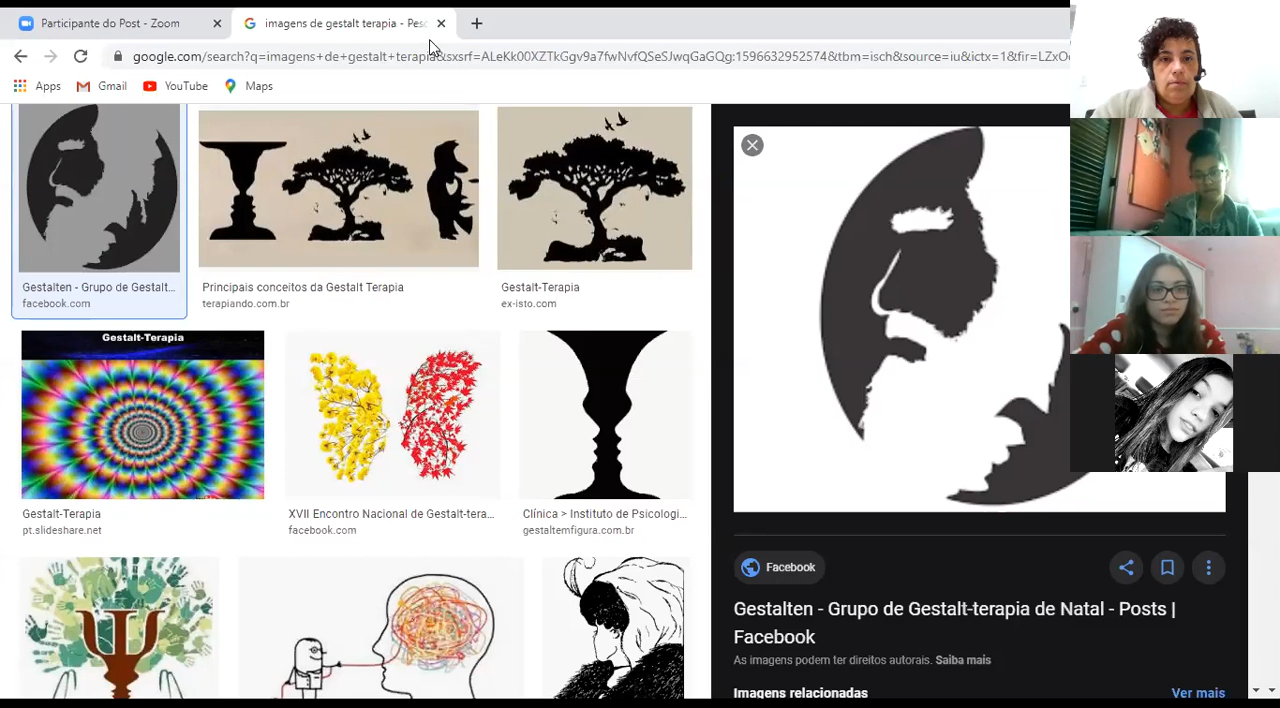 Participante do Post - Zoom
imagens de gestalt terapia - Pes
google.com/search?q=imagens+de+gestalt+terapia&sxsrf=ALeKk00XZTkGgv9a7fwNvfQSeSJwqGaGQg:1596632952574&tbm=isch&source=iu&ictx=1&fir=LZxO
Apps
Gmail
YouTube
Maps
Gestalten - Grupo de Gestalt...
facebook.com
Principais conceitos da Gestalt Terapia
terapiando.com.br
Gestalt-Terapia
ex-isto.com
Gestalt-Terapia
Gestalt-Terapia
pt.slideshare.net
XVII Encontro Nacional de Gestalt-tera...
facebook.com
Clínica > Instituto de Psicologi...
gestaltemfigura.com.br
Facebook
Gestalten - Grupo de Gestalt-terapia de Natal - Posts |
Facebook
As imagens podem ter direitos autorais. Saiba mais
Imagens relacionadas
Ver mais